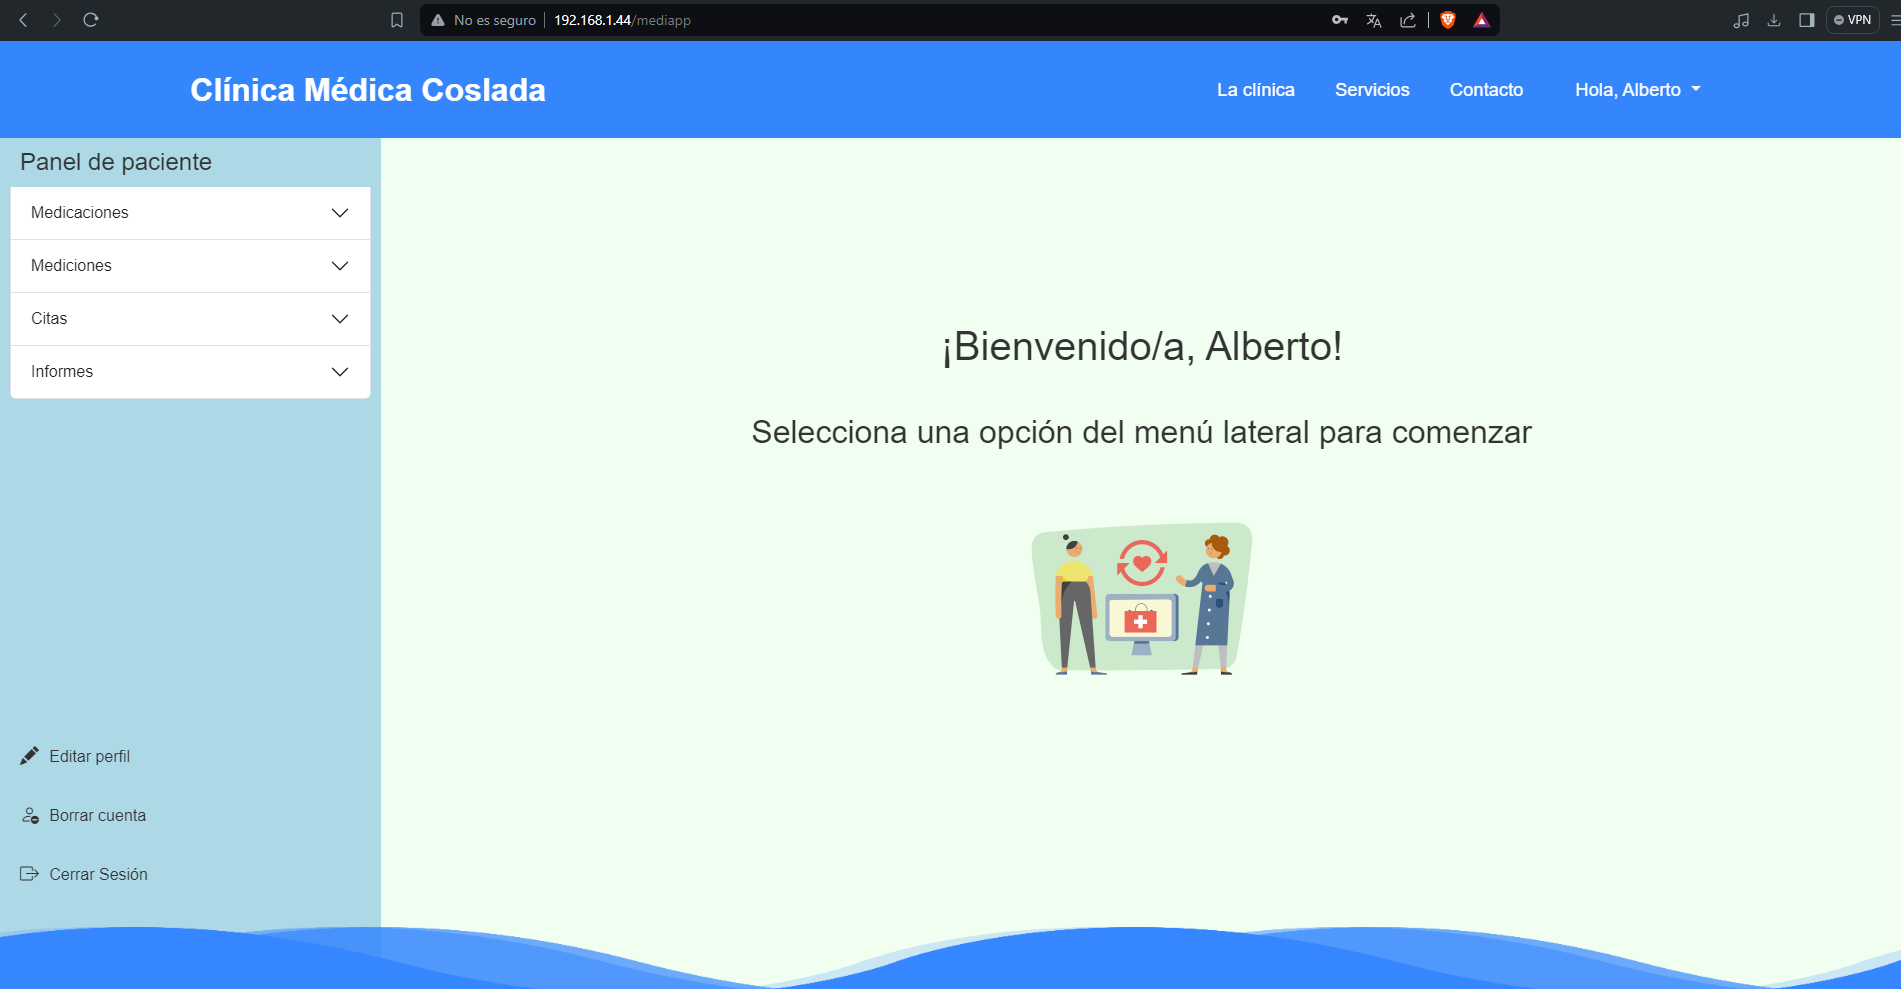 No es seguro 192.168.1.44/mediapp VPN
Clínica Médica Coslada La clínica Servicios Contacto Hola, Alberto
Panel de paciente
Medicaciones
Mediciones
Citas
Informes
¡Bienvenido/a, Alberto!
Selecciona una opción del menú lateral para comenzar
Editar perfil
Borrar cuenta
Cerrar Sesión